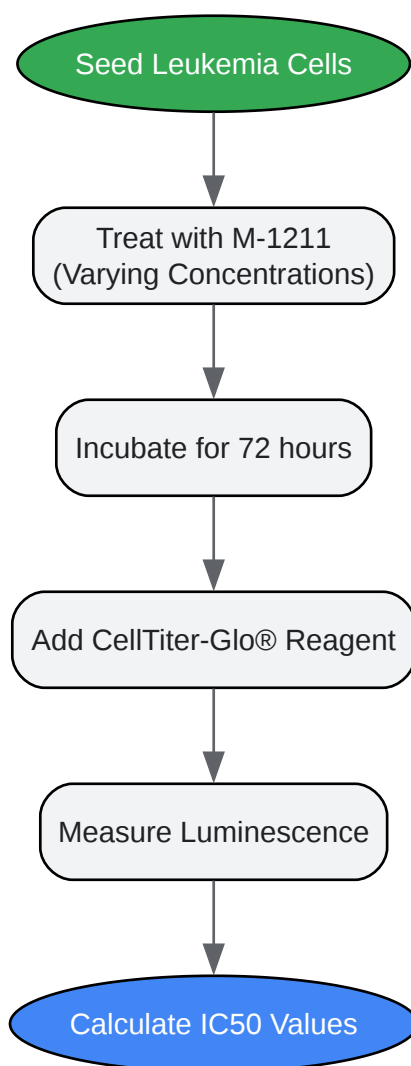 Seed Leukemia Cells
Treat with M-1211
(Varying Concentrations)
Incubate for 72 hours
Add CellTiter-Glo® Reagent
Measure Luminescence
Calculate IC50 Values